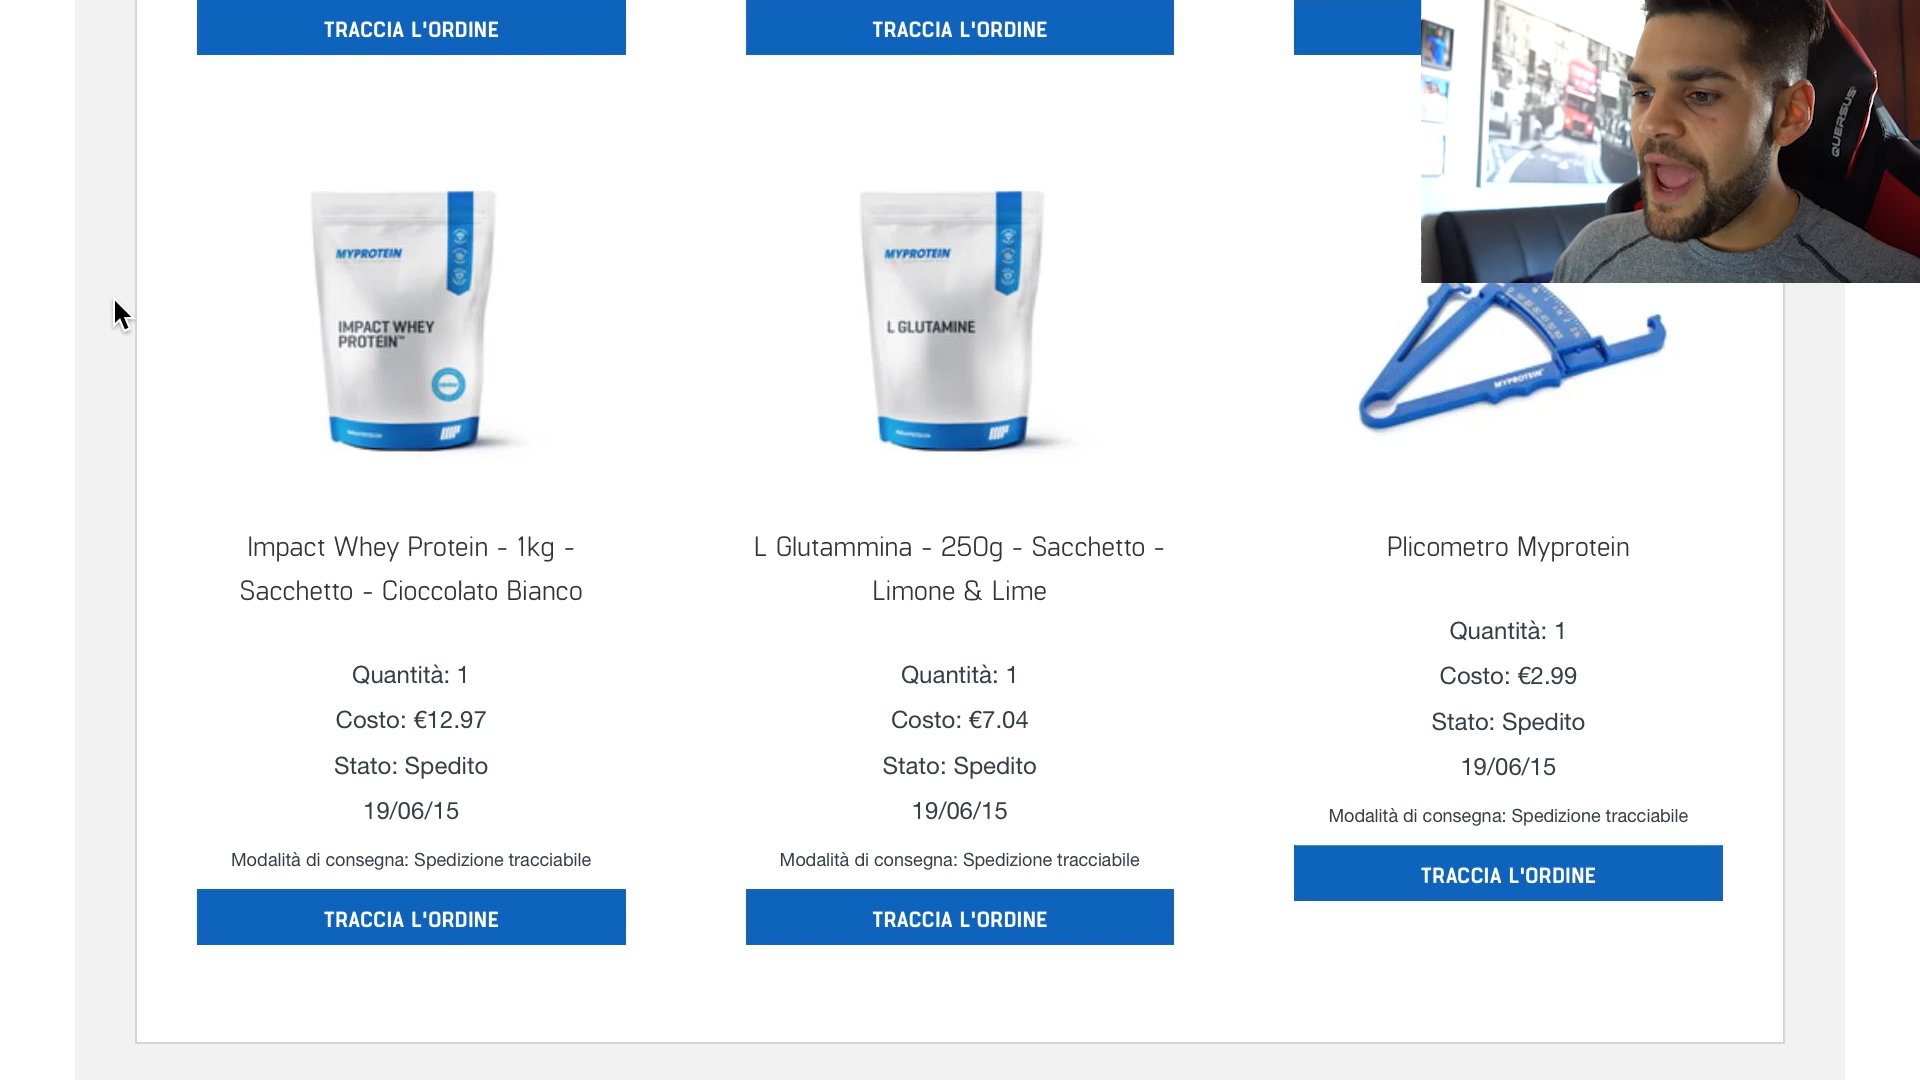 TRACCIA L'ORDINE
TRACCIA L'ORDINE
QUERSUS
MYPROTEIN
IMPACT WHEY
PROTEIN™
MYPROTEIN
L GLUTAMINE
MYPROTEIN
Impact Whey Protein - 1kg -
Sacchetto - Cioccolato Bianco
Quantità: 1
Costo: €12.97
Stato: Spedito
19/06/15
Modalità di consegna: Spedizione tracciabile
TRACCIA L'ORDINE
L Glutammina - 250g - Sacchetto -
Limone & Lime
Quantità: 1
Costo: €7.04
Stato: Spedito
19/06/15
Modalità di consegna: Spedizione tracciabile
TRACCIA L'ORDINE
Plicometro Myprotein
Quantità: 1
Costo: €2.99
Stato: Spedito
19/06/15
Modalità di consegna: Spedizione tracciabile
TRACCIA L'ORDINE